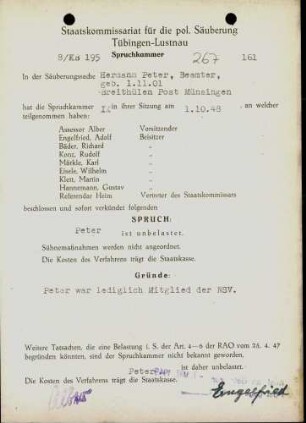 Staatskommissariat für die pol. Säuberung
Tübingen-Lustnau
8/Ks 195 Spruchkammer 267 161
In der Säuberungssache Hermann Peter, Beamter,
geb. 1.11.01
Breithülen Post Münsingen
hat die Spruchkammer II in ihrer Sitzung am 1.10.48, an welcher
teilgenommen haben:
Assessor Alber Vorsitzender
Engelfried, Adolf Beisitzer
Bäder, Richard "
Konz, Rudolf "
Märkle, Karl "
Eisele, Wilhelm "
Klett, Martin "
Hannemann, Gustav "
Referendar Heim Vertreter des Staatskommissars
beschlossen und sofort verkündet folgenden
SPRUCH:
Peter
ist unbelastet.
Sühnemaßnahmen werden nicht angeordnet.
Die Kosten des Verfahrens trägt die Staatskasse.
Gründe:
Peter war lediglich Mitglied der NSV.
Weitere Tatsachen, die eine Belastung i. S. der Art. 4–6 der RAO vom 26. 4. 47
begründen könnten, sind der Spruchkammer nicht bekannt geworden.
Peter ist daher unbelastet.
Die Kosten des Verfahrens trägt die Staatskasse.
Engelfried